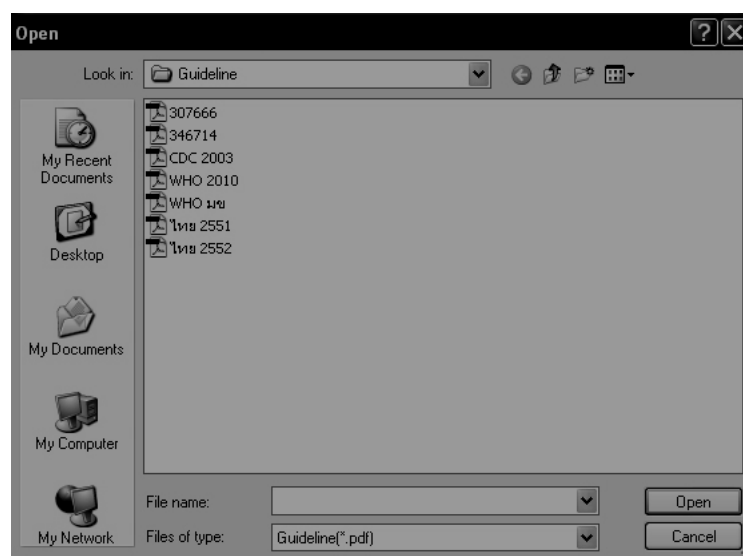 Open
Look in:
Guideline
My Recent
Documents
Desktop
My Documents
My Computer
My Network
307666
346714
CDC 2003
WHO 2010
WHO มข
ไทย 2551
ไทย 2552
File name:
Open
Files of type:
Guideline(*.pdf)
Cancel